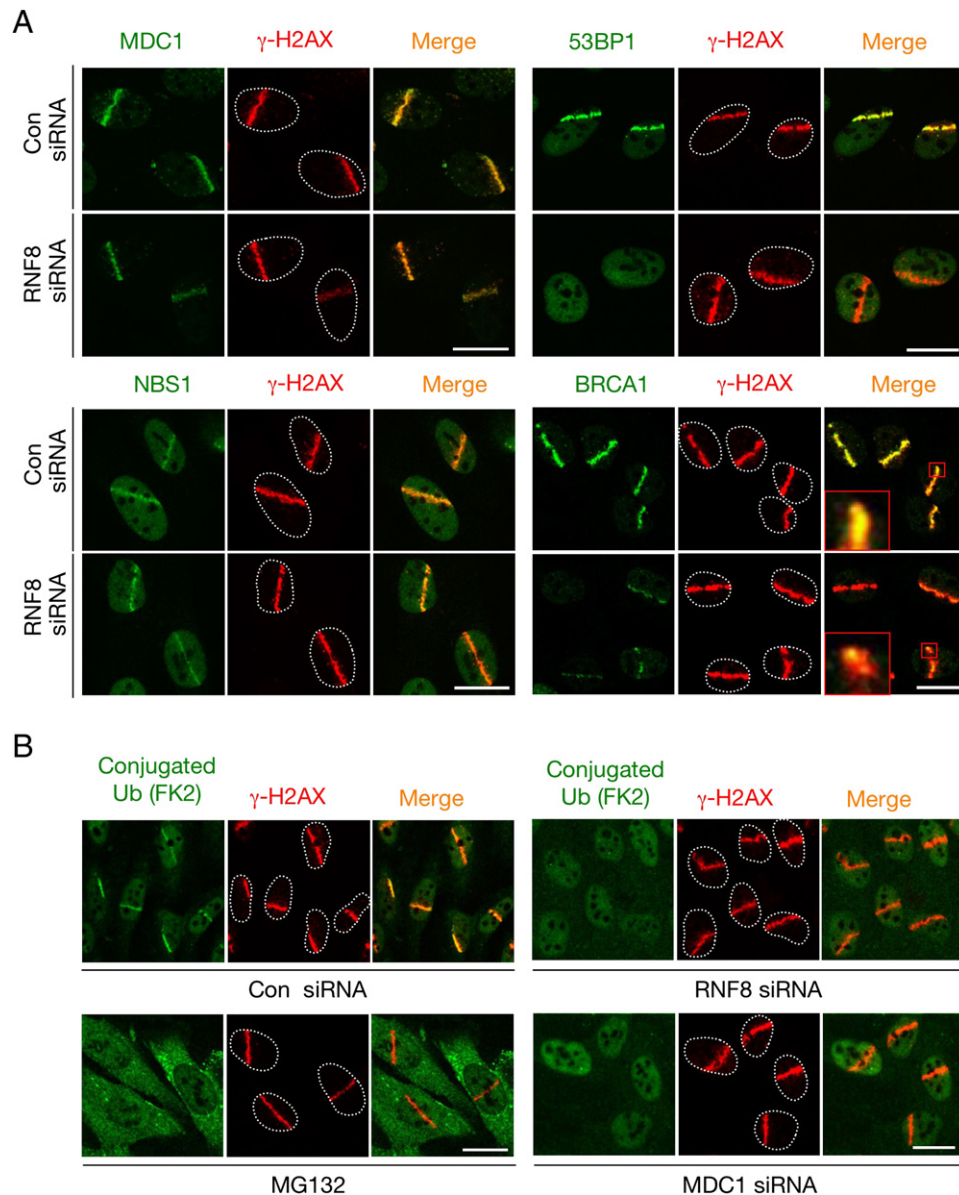 A
MDC1 γ-H2AX Merge 53BP1 γ-H2AX Merge
Con siRNA
RNF8 siRNA
NBS1 γ-H2AX Merge BRCA1 γ-H2AX Merge
Con siRNA
RNF8 siRNA
B
Conjugated Ub (FK2) γ-H2AX Merge Conjugated Ub (FK2) γ-H2AX Merge
Con siRNA RNF8 siRNA
MG132 MDC1 siRNA